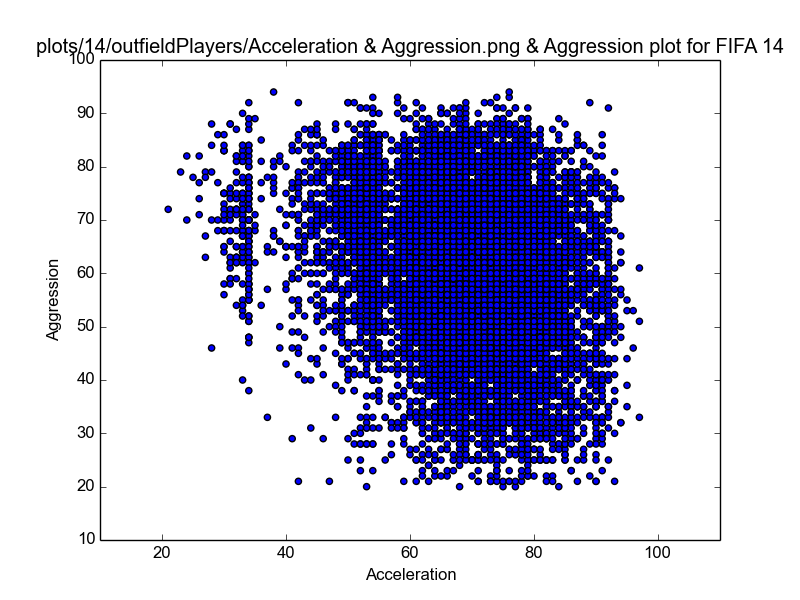 plots/14/outfieldPlayers/Acceleration & Aggression.png & Aggression plot for FIFA 14
100
90
80
70
60
50
40
30
20
10
Aggression
20 40 60 80 100
Acceleration